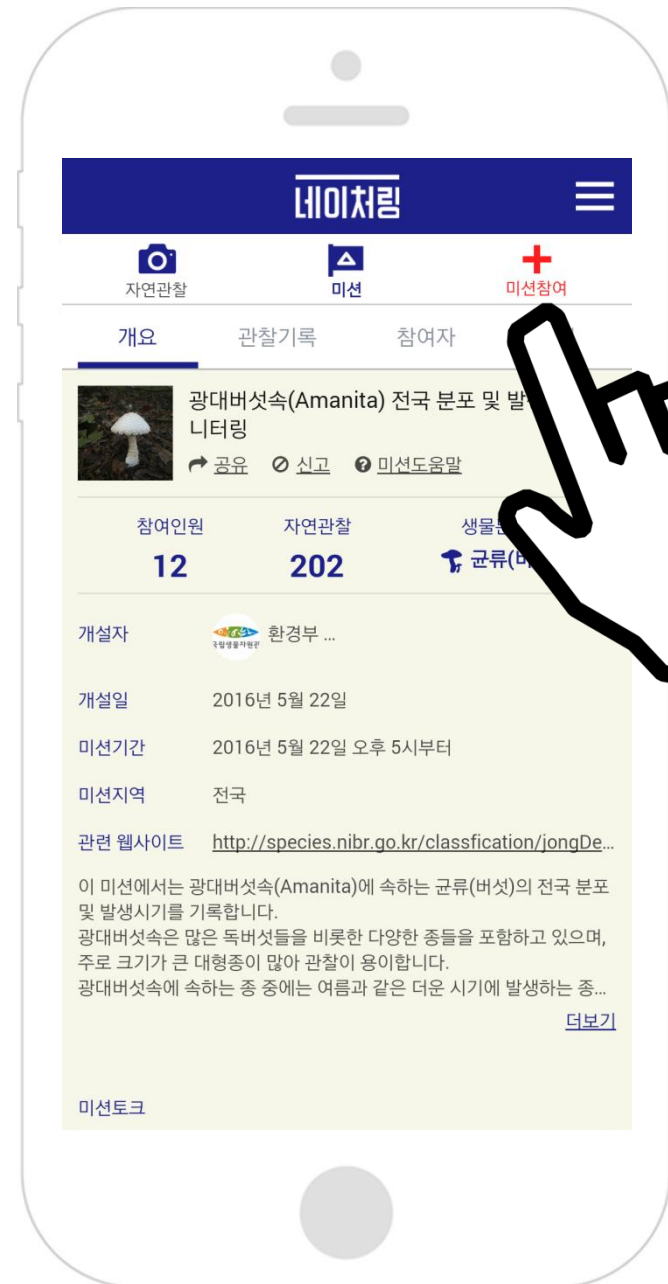 네이처링
자연관찰 미션 미션참여
개요 관찰기록 참여자
광대버섯속(Amanita) 전국 분포 및
니터링
공유 신고 미션도움말
참여인원 자연관찰
12 202 균류(
개설자 환경부 ...
개설일 2016년 5월 22일
미션기간 2016년 5월 22일 오후 5시부터
미션지역 전국
관련 웹사이트 http://species.nibr.go.kr/classfication/jongDe...
이 미션에서는 광대버섯속(Amanita)에 속하는 균류(버섯)의 전국 분포
및 발생시기를 기록합니다.
광대버섯속은 많은 독버섯들을 비롯한 다양한 종들을 포함하고 있으며,
주로 크기가 큰 대형종이 많아 관찰이 용이합니다.
광대버섯속에 속하는 종 중에는 여름과 같은 더운 시기에 발생하는 종...
더보기
미션토크